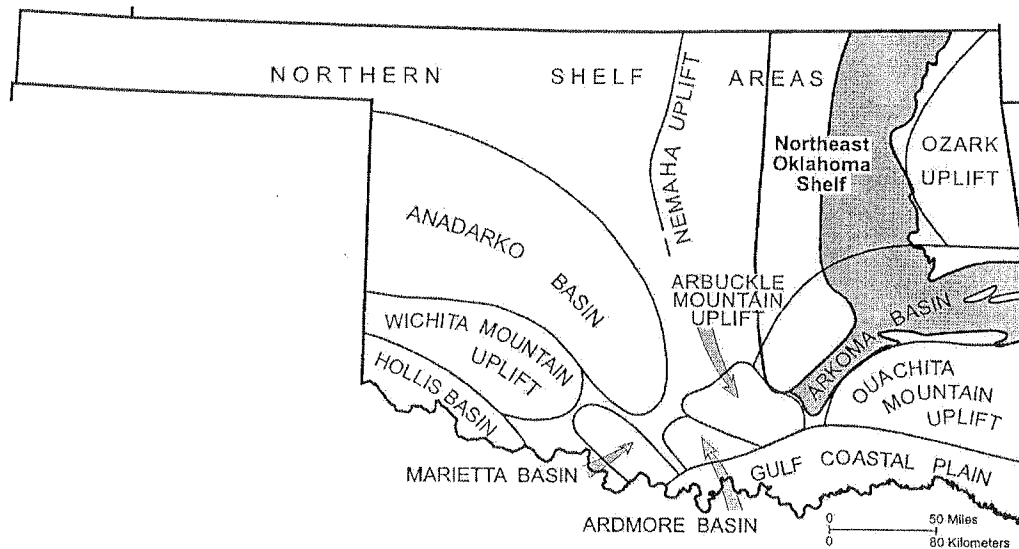 NORTHERN SHELF AREAS
NEMAHA UPLIFT
Northeast
Oklahoma
Shelf
OZARK
UPLIFT
ANADARKO
BASIN
ARBUCKLE
MOUNTAIN
UPLIFT
WICHITA MOUNTAIN
UPLIFT
HOLLIS BASIN
ARKOMA BASIN
OUACHITA
MOUNTAIN
UPLIFT
MARIETTA BASIN
GULF COASTAL PLAIN
ARDMORE BASIN
0 50 Miles
0 80 Kilometers